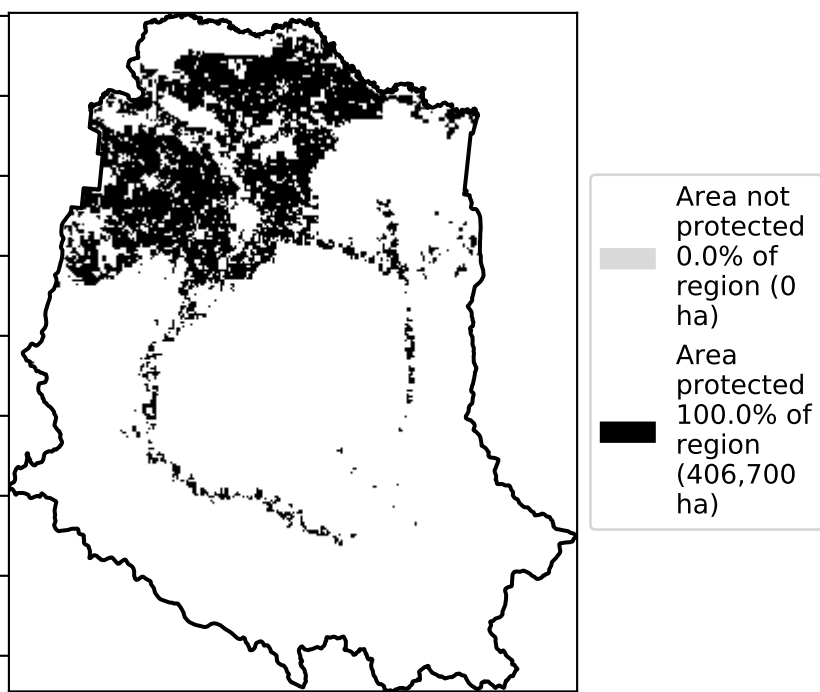 Area not
protected
0.0% of
region (0
ha)
Area
protected
100.0% of
region
(406,700
ha)